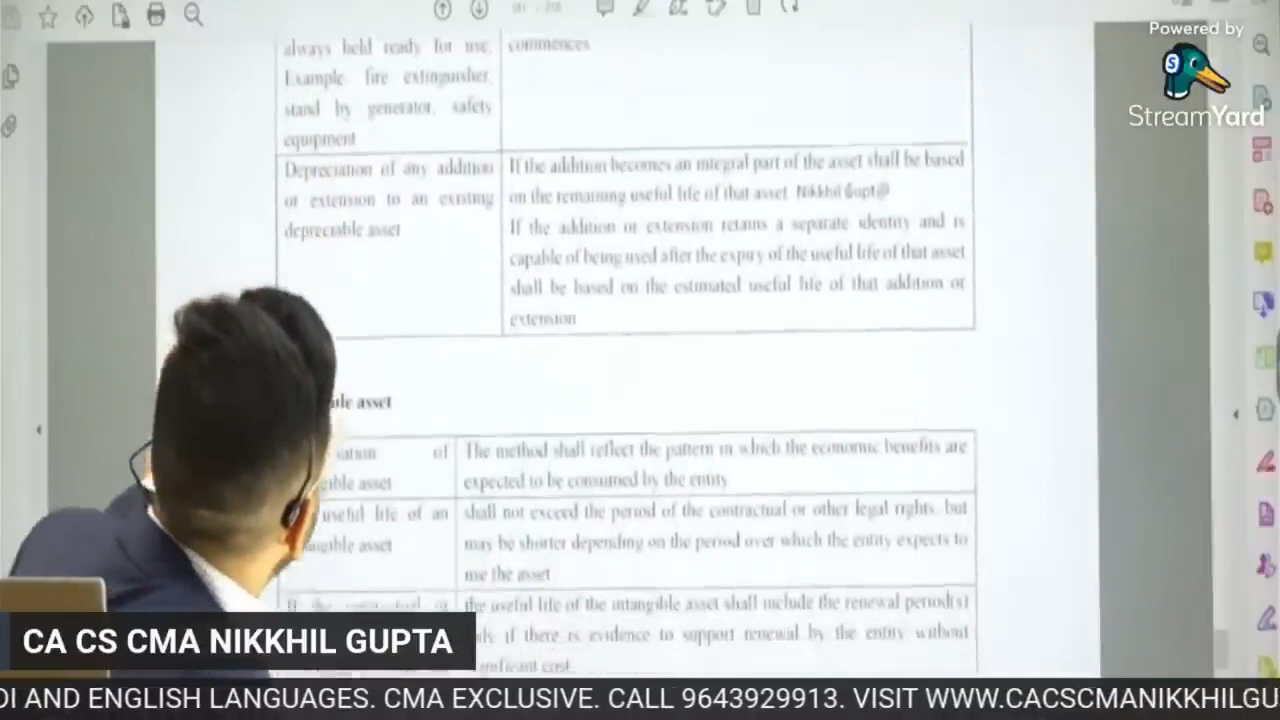 Powered by
StreamYard
always held ready for use.
Example fire extinguisher,
stand by generator, safety
equipment
commences
Depreciation of any addition
or extension to an existing
depreciable asset
If the addition becomes an integral part of the asset shall be based
on the remaining useful life of that asset. Nikkhil Gupt@
If the addition or extension retains a separate identity and is
capable of being used after the expiry of the useful life of that asset
shall be based on the estimated useful life of that addition or
extension
asset
of
asset
The method shall reflect the pattern in which the economic benefits are
expected to be consumed by the entity
useful life of an
asset
shall not exceed the period of the contractual or other legal rights, but
may be shorter depending on the period over which the entity expects to
use the asset
the useful life of the intangible asset shall include the renewal period(s)
if there is evidence to support renewal by the entity without
cost
CA CS CMA NIKKHIL GUPTA
DI AND ENGLISH LANGUAGES. CMA EXCLUSIVE. CALL 9643929913. VISIT WWW.CACSCMANIKKHILGU